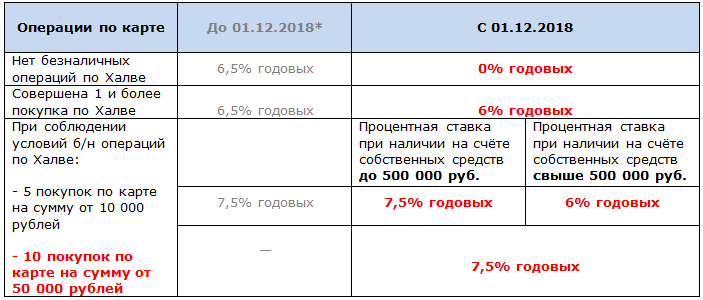 Операции по карте
До 01.12.2018*
С 01.12.2018
Нет безналичных
операций по Халве
6,5% годовых
0% годовых
Совершена 1 и более
покупка по Халве
6,5% годовых
6% годовых
При соблюдении
условий б/н операций
по Халве:
- 5 покупок по карте
на сумму от 10 000
рублей
- 10 покупок по
карте на сумму от
50 000 рублей
Процентная ставка
при наличии на счёте
собственных средств
до 500 000 руб.
Процентная ставка
при наличии на счёте
собственных средств
свыше 500 000 руб.
7,5% годовых
7,5% годовых
6% годовых
—
7,5% годовых